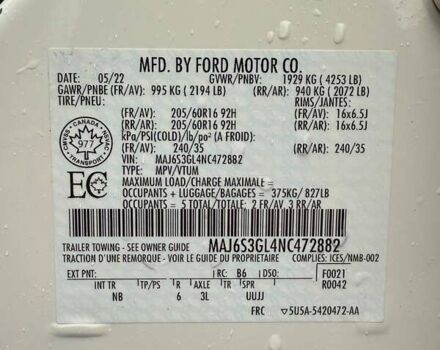 MFD. BY FORD MOTOR CO.
DATE: 05/22 GVWR/PNBV: 1929 KG ( 4253 LB )
GAWR/PNBE (FR/AV): 995 KG ( 2194 LB ) (RR/AR): 940 KG ( 2072 LB )
TIRE/PNEU: RIMS/JANTES:
(FR/AV): 205/60R16 92H (FR/AV): 16x6.5J
(RR/AR): 205/60R16 92H (RR/AR): 16x6.5J
kPa/PSI(COLD)/lb/po² (A FROID):
(FR/AV): 240/35 (RR/AR): 240/35
VIN: MAJ6S3GL4NC472882
TYPE: MPV/VTUM
MAXIMUM LOAD/CHARGE MAXIMALE =
OCCUPANTS + LUGGAGE/BAGAGES = 375KG/ 827LB
OCCUPANTS = 5 TOTAL/TOTALE: 2 FR/AV, 3 RR/AR
CANADA
CMVSS NSVAC
977
TRANSPORT
EC
MAJ6S3GL4NC472882
TRAILER TOWING - SEE OWNER GUIDE
TRACTION D'UNE REMORQUE - VOIR LE GUIDE DU PROPRIETAIRE COMPLIES: ICES/NMB-002
EXT PNT: RC: B6 DSO: F0021
R0042
INT TR TP/PS R AXLE TR SPR
NB 6 3L UUJJ
FRC ▽5U5A-5420472-AA